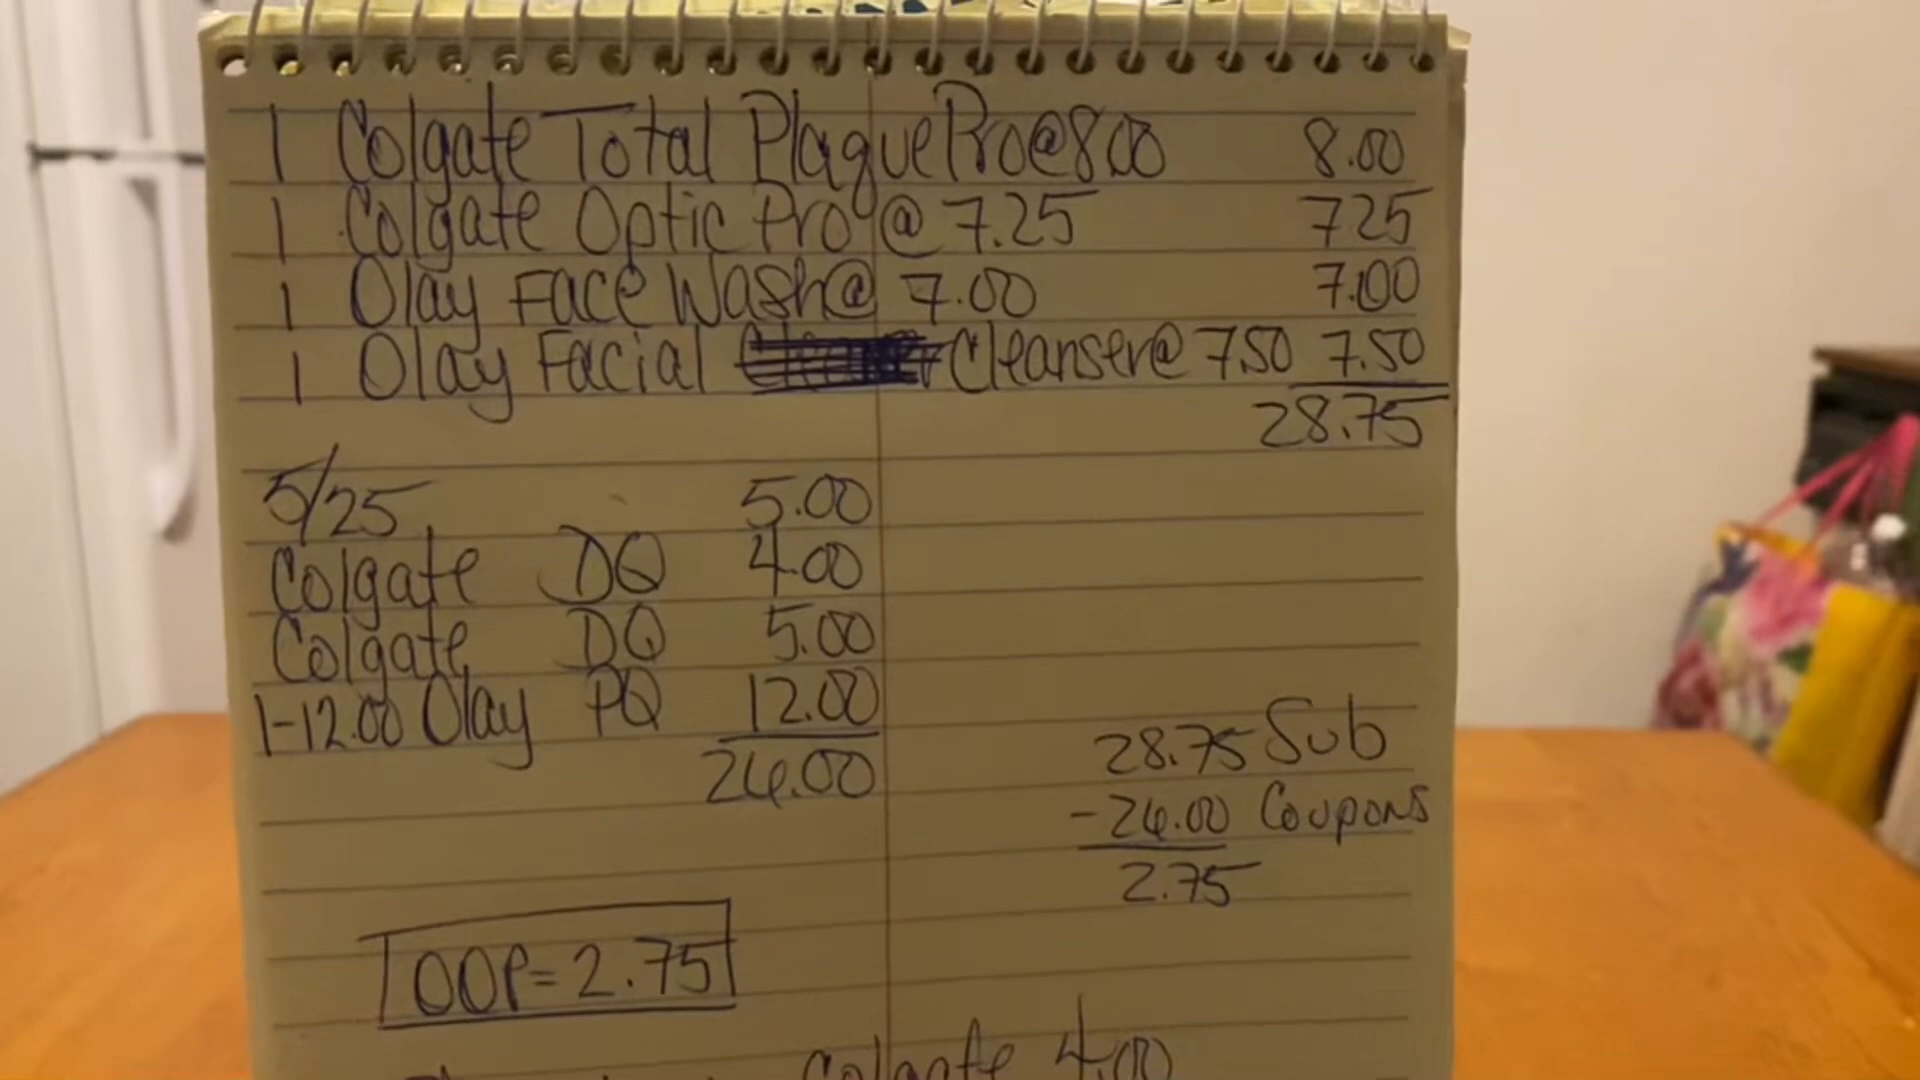 1 Colgate Total Plaque Pro@8.00 8.00
1 Colgate Optic Pro @ 7.25 7.25
1 Olay Face Wash@ 7.00 7.00
1 Olay Facial Cleanser@ 7.50 7.50
28.75
5/25 5.00
Colgate DQ 4.00
Colgate DQ 5.00
1-12.00 Olay PQ 12.00
26.00
28.75 Sub
-26.00 Coupons
2.75
OOP=2.75
Colgate 4.00